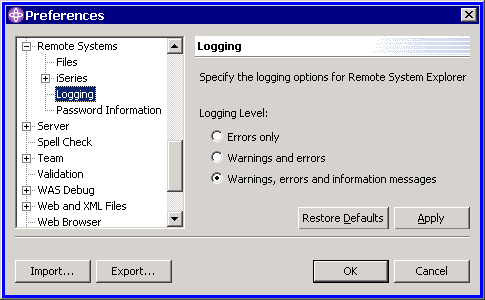 Preferences
Remote Systems
Files
iSeries
Logging
Password Information
Server
Spell Check
Team
Validation
WAS Debug
Web and XML Files
Web Browser
Logging
Specify the logging options for Remote System Explorer
Logging Level:
Errors only
Warnings and errors
Warnings, errors and information messages
Restore Defaults
Apply
Import...
Export...
OK
Cancel